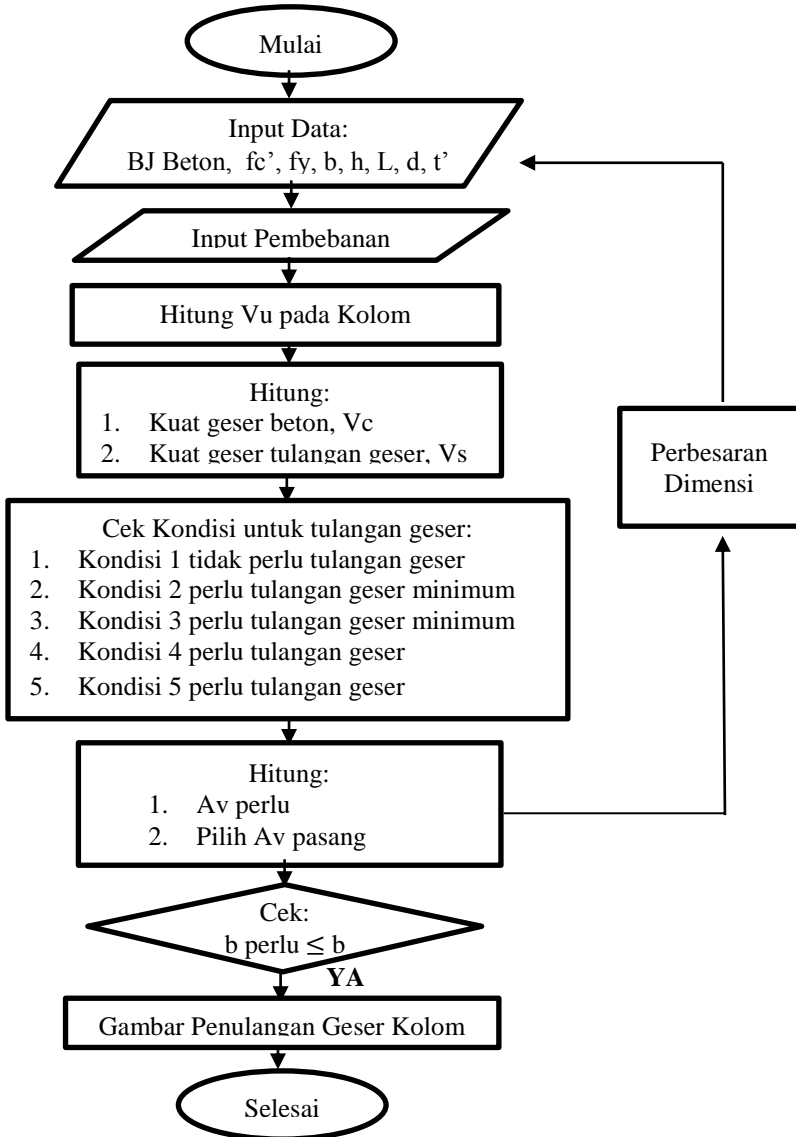 Mulai
Input Data:
BJ Beton, fc’, fy, b, h, L, d, t’
Input Pembebanan
Hitung Vu pada Kolom
Hitung:
1. Kuat geser beton, Vc
2. Kuat geser tulangan geser, Vs
Perbesaran
Dimensi
Cek Kondisi untuk tulangan geser:
1. Kondisi 1 tidak perlu tulangan geser
2. Kondisi 2 perlu tulangan geser minimum
3. Kondisi 3 perlu tulangan geser minimum
4. Kondisi 4 perlu tulangan geser
5. Kondisi 5 perlu tulangan geser
Hitung:
1. Av perlu
2. Pilih Av pasang
Cek:
b perlu ≤ b
YA
Gambar Penulangan Geser Kolom
Selesai